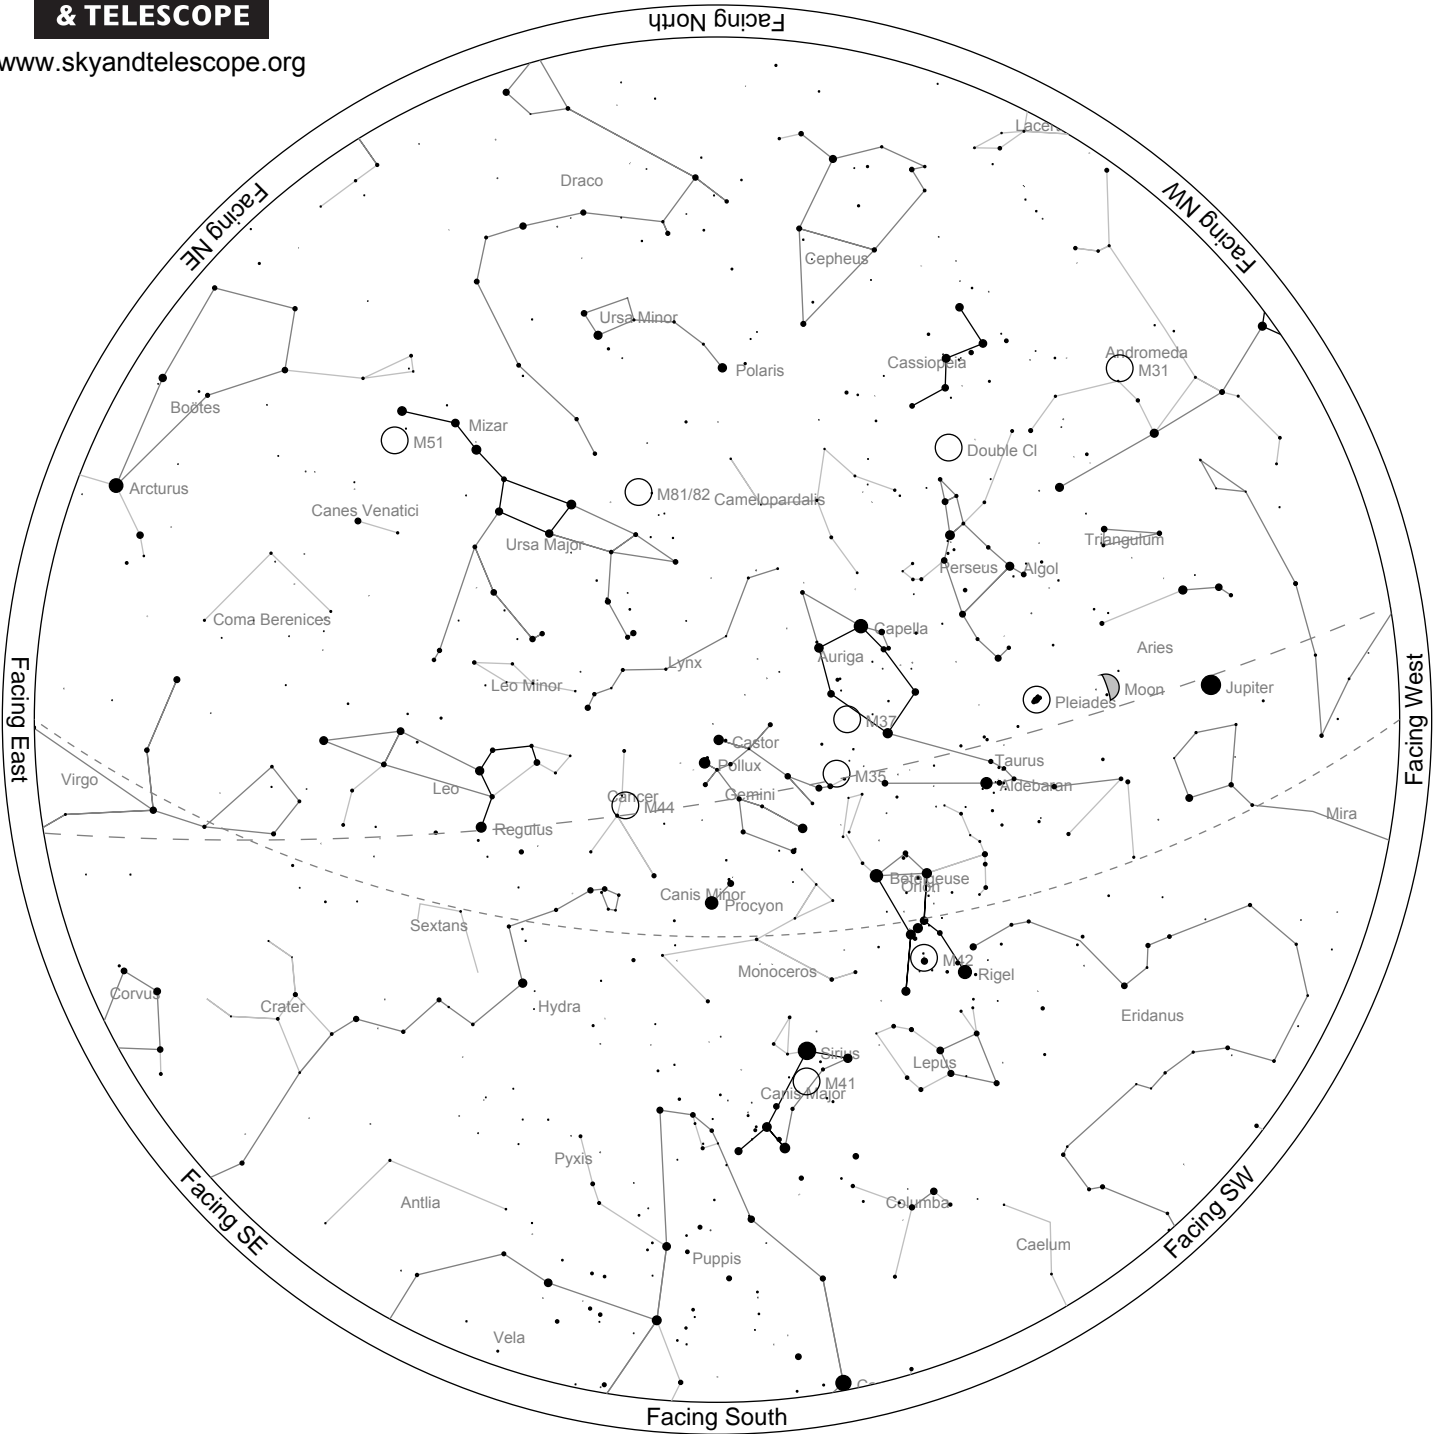 & TELESCOPE
www.skyandtelescope.org
Facing North
Facing NE
Facing NW
Draco
Cepheus
Ursa Minor
Polaris
Cassiopeia
Andromeda
M31
Boötes
Mizar
M51
Double Cl
Arcturus
M81/82
Camelopardalis
Canes Venatici
Ursa Major
Triangulum
Perseus
Algol
Coma Berenices
Capella
Auriga
Aries
Lynx
Leo Minor
Moon
Jupiter
Pleiades
M37
Facing East
Facing West
Castor
Pollux
Taurus
Virgo
Leo
M35
Aldebaran
Gemini
Cancer
M44
Mira
Regulus
Betelgeuse
Orion
Canis Minor
Procyon
Sextans
M42
Monoceros
Rigel
Corvus
Crater
Hydra
Eridanus
Sirius
Lepus
M41
Canis Major
Pyxis
Antlia
Columba
Caelum
Facing SE
Facing SW
Puppis
Vela
Facing South